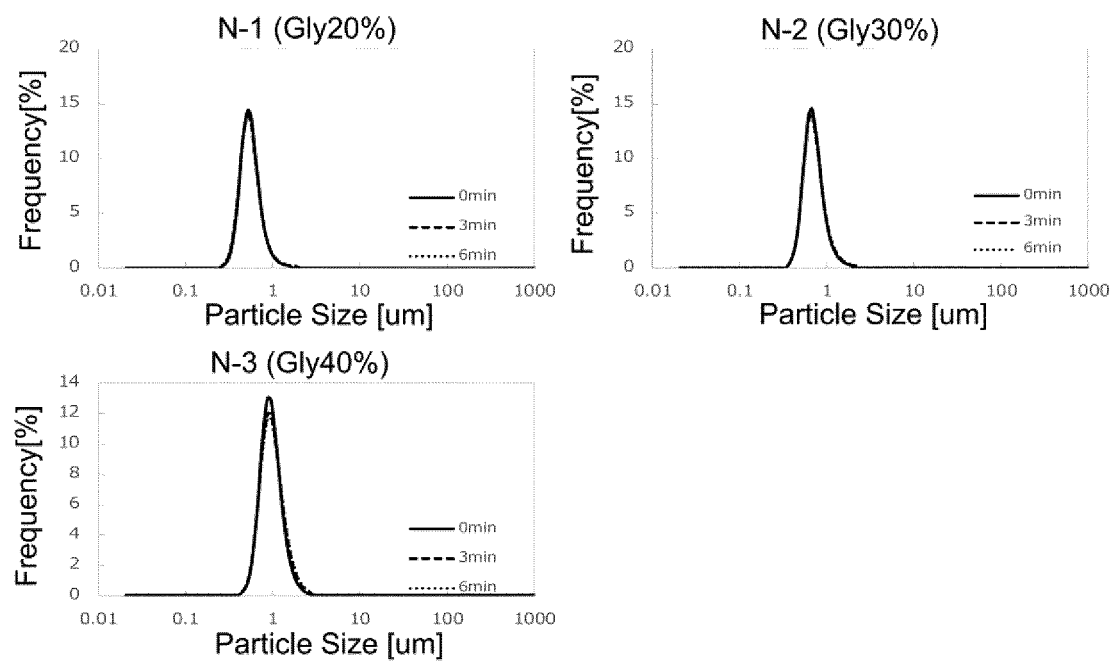 N-1 (Gly20%)
20
15
10
5
0
Frequency[%]
0min
3min
6min
0.01 0.1 1 10 100 1000
Particle Size [um]
N-2 (Gly30%)
20
15
10
5
0
Frequency[%]
0min
3min
6min
0.01 0.1 1 10 100 1000
Particle Size [um]
N-3 (Gly40%)
14
12
10
8
6
4
2
0
Frequency[%]
0min
3min
6min
0.01 0.1 1 10 100 1000
Particle Size [um]